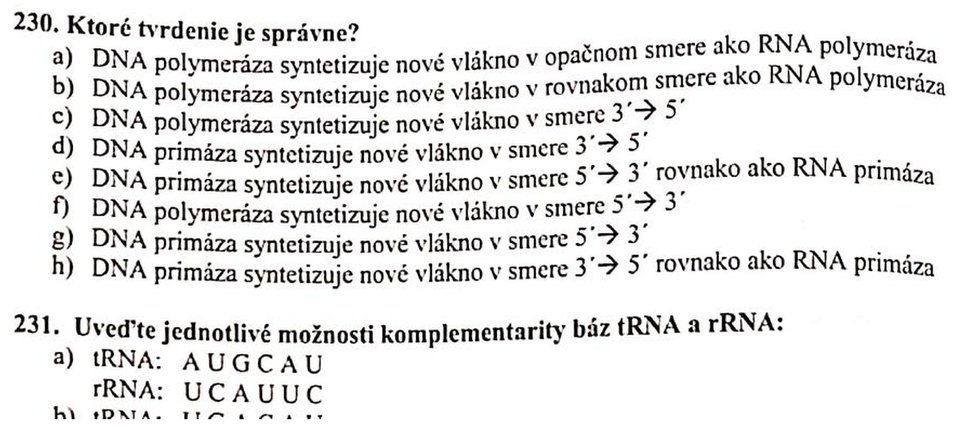 230. Ktoré tvrdenie je správne?
a) DNA polymeráza syntetizuje nové vlákno v opačnom smere ako RNA polymeráza
b) DNA polymeráza syntetizuje nové vlákno v rovnakom smere ako RNA polymeráza
c) DNA polymeráza syntetizuje nové vlákno v smere 3´→ 5´
d) DNA primáza syntetizuje nové vlákno v smere 3´→ 5´
e) DNA primáza syntetizuje nové vlákno v smere 5´→ 3´ rovnako ako RNA primáza
f) DNA polymeráza syntetizuje nové vlákno v smere 5´→ 3´
g) DNA primáza syntetizuje nové vlákno v smere 5´→ 3´
h) DNA primáza syntetizuje nové vlákno v smere 3´→ 5´ rovnako ako RNA primáza
231. Uveďte jednotlivé možnosti komplementarity báz tRNA a rRNA:
a) tRNA: A U G C A U
rRNA: U C A U U C
b) tRNA: